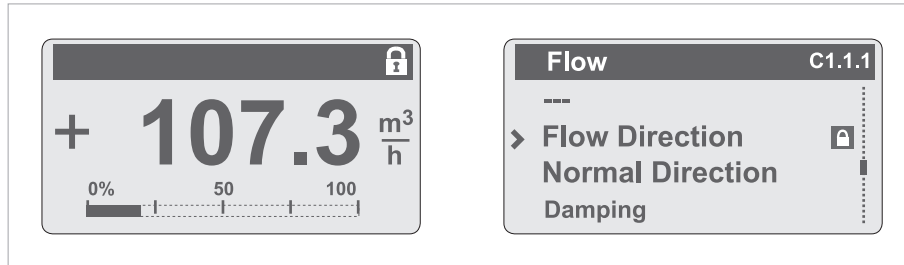 + 107.3 m³/h
0% 50 100
Flow C1.1.1
---
Flow Direction
Normal Direction
Damping